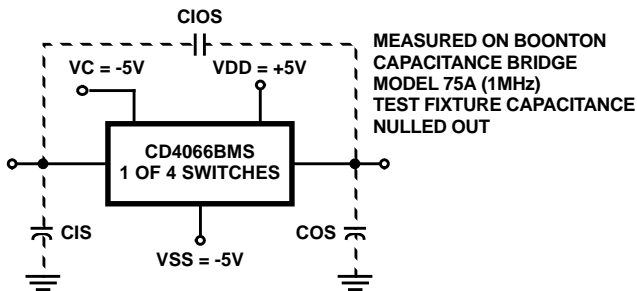 CIOS
VC = -5V
VDD = +5V
MEASURED ON BOONTON
CAPACITANCE BRIDGE
MODEL 75A (1MHz)
TEST FIXTURE CAPACITANCE
NULLED OUT
CD4066BMS
1 OF 4 SWITCHES
CIS
COS
VSS = -5V